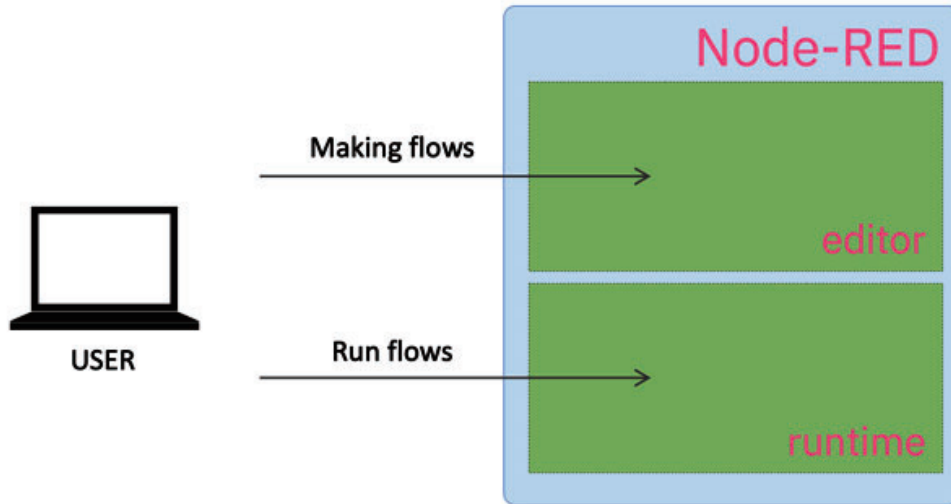 Node-RED
Making flows
editor
USER
Run flows
runtime